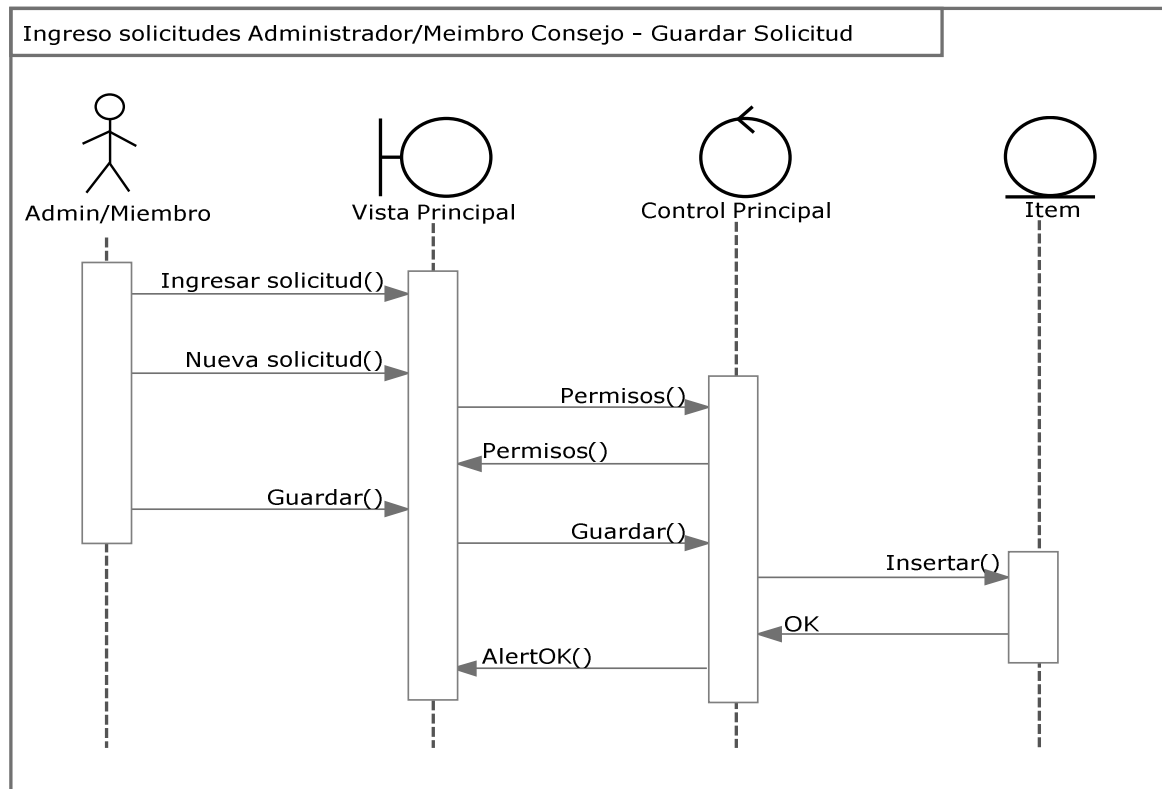 Ingreso solicitudes Administrador/Meimbro Consejo - Guardar Solicitud
Admin/Miembro
Vista Principal
Control Principal
Item
Ingresar solicitud()
Nueva solicitud()
Permisos()
Permisos()
Guardar()
Guardar()
Insertar()
OK
AlertOK()